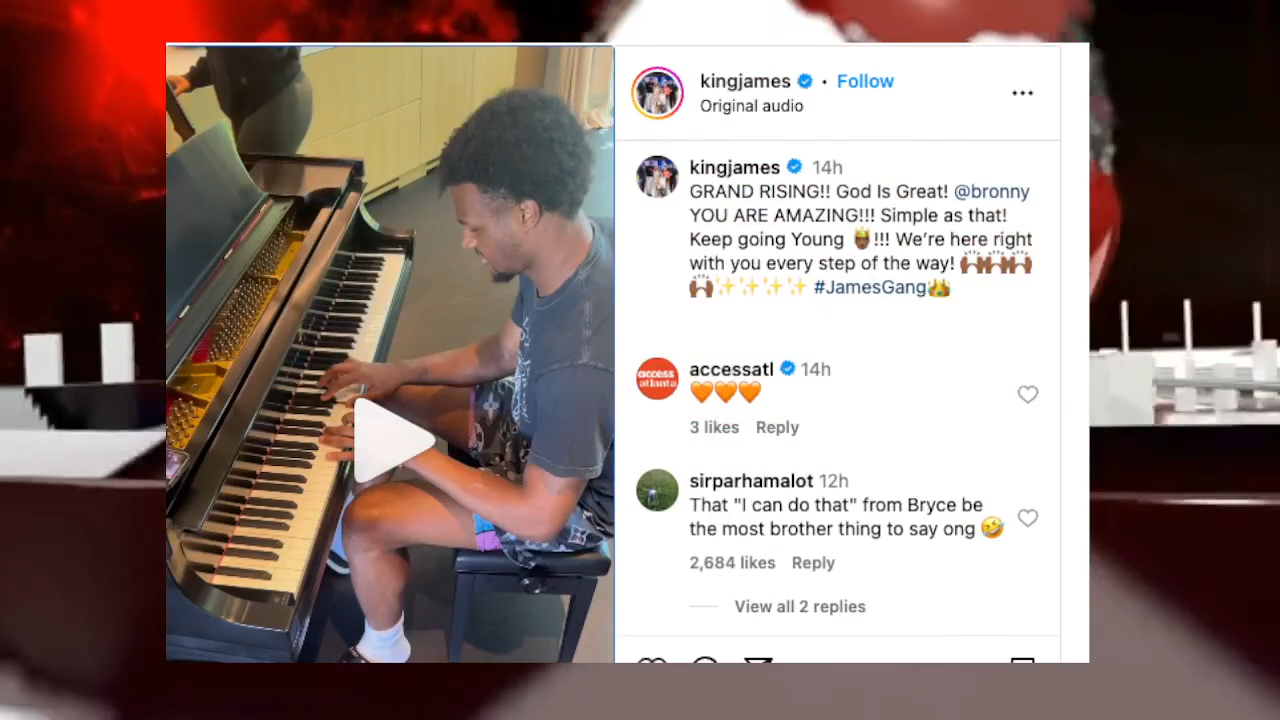 kingjames • Follow
Original audio
kingjames 14h
GRAND RISING!! God Is Great! @bronny
YOU ARE AMAZING!!! Simple as that!
Keep going Young 🤴🏾!!! We’re here right
with you every step of the way! 🙌🏾🙌🏾🙌🏾
🙌🏾✨✨✨✨ #JamesGang👑
accessatl 14h
access
atlanta
🧡🧡🧡
3 likes Reply
sirparhamalot 12h
That "I can do that" from Bryce be
the most brother thing to say ong 🤣
2,684 likes Reply
View all 2 replies